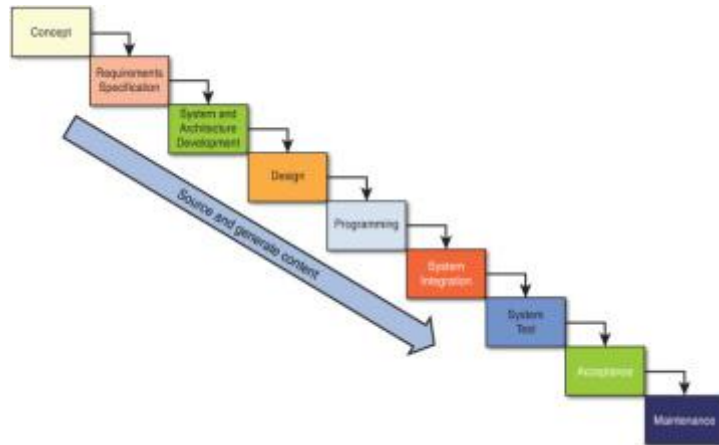 Concept
Requirements
Specification
System and
Architecture
Development
Design
Source and generate content
Programming
System
Integration
System
Test
Acceptance
Maintenance